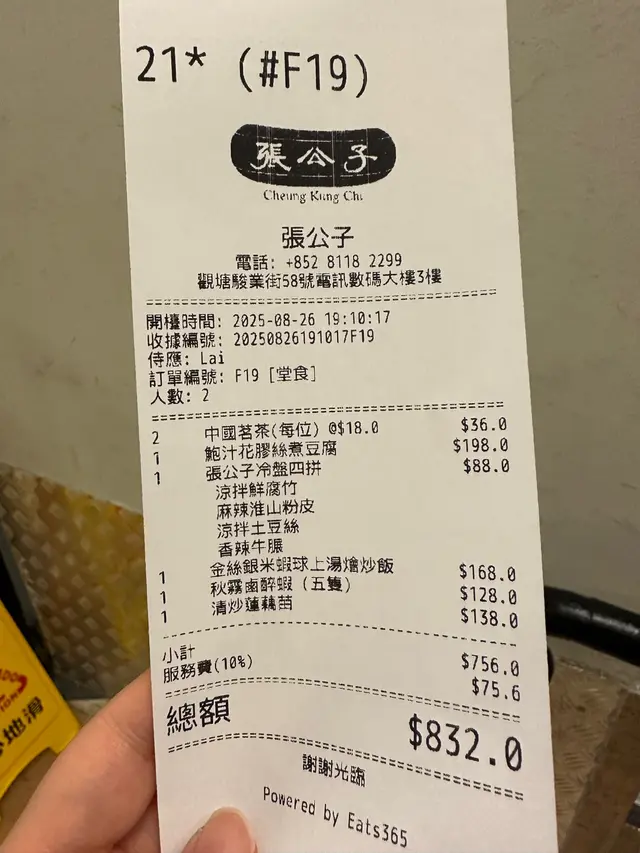 21* (#F19)
張公子
Cheung Kung Chi
張公子
電話: +852 8118 2299
觀塘駿業街58號電訊數碼大樓3樓
開檯時間: 2025-08-26 19:10:17
收據編號: 20250826191017F19
侍應: Lai
訂單編號: F19 [堂食]
人數: 2
2 中國茗茶(每位) @$18.0 $36.0
1 鮑汁花膠絲煮豆腐 $198.0
1 張公子冷盤四拼 $88.0
涼拌鮮腐竹
麻辣淮山粉皮
涼拌土豆絲
香辣牛腒
1 金絲銀米蝦球上湯燴炒飯 $168.0
1 秋霧鹵醉蝦 (五隻) $128.0
1 清炒蓮藕苗 $138.0
小計 $756.0
服務費(10%) $75.6
總額 $832.0
謝謝光臨
Powered by Eats365
地滑
ION